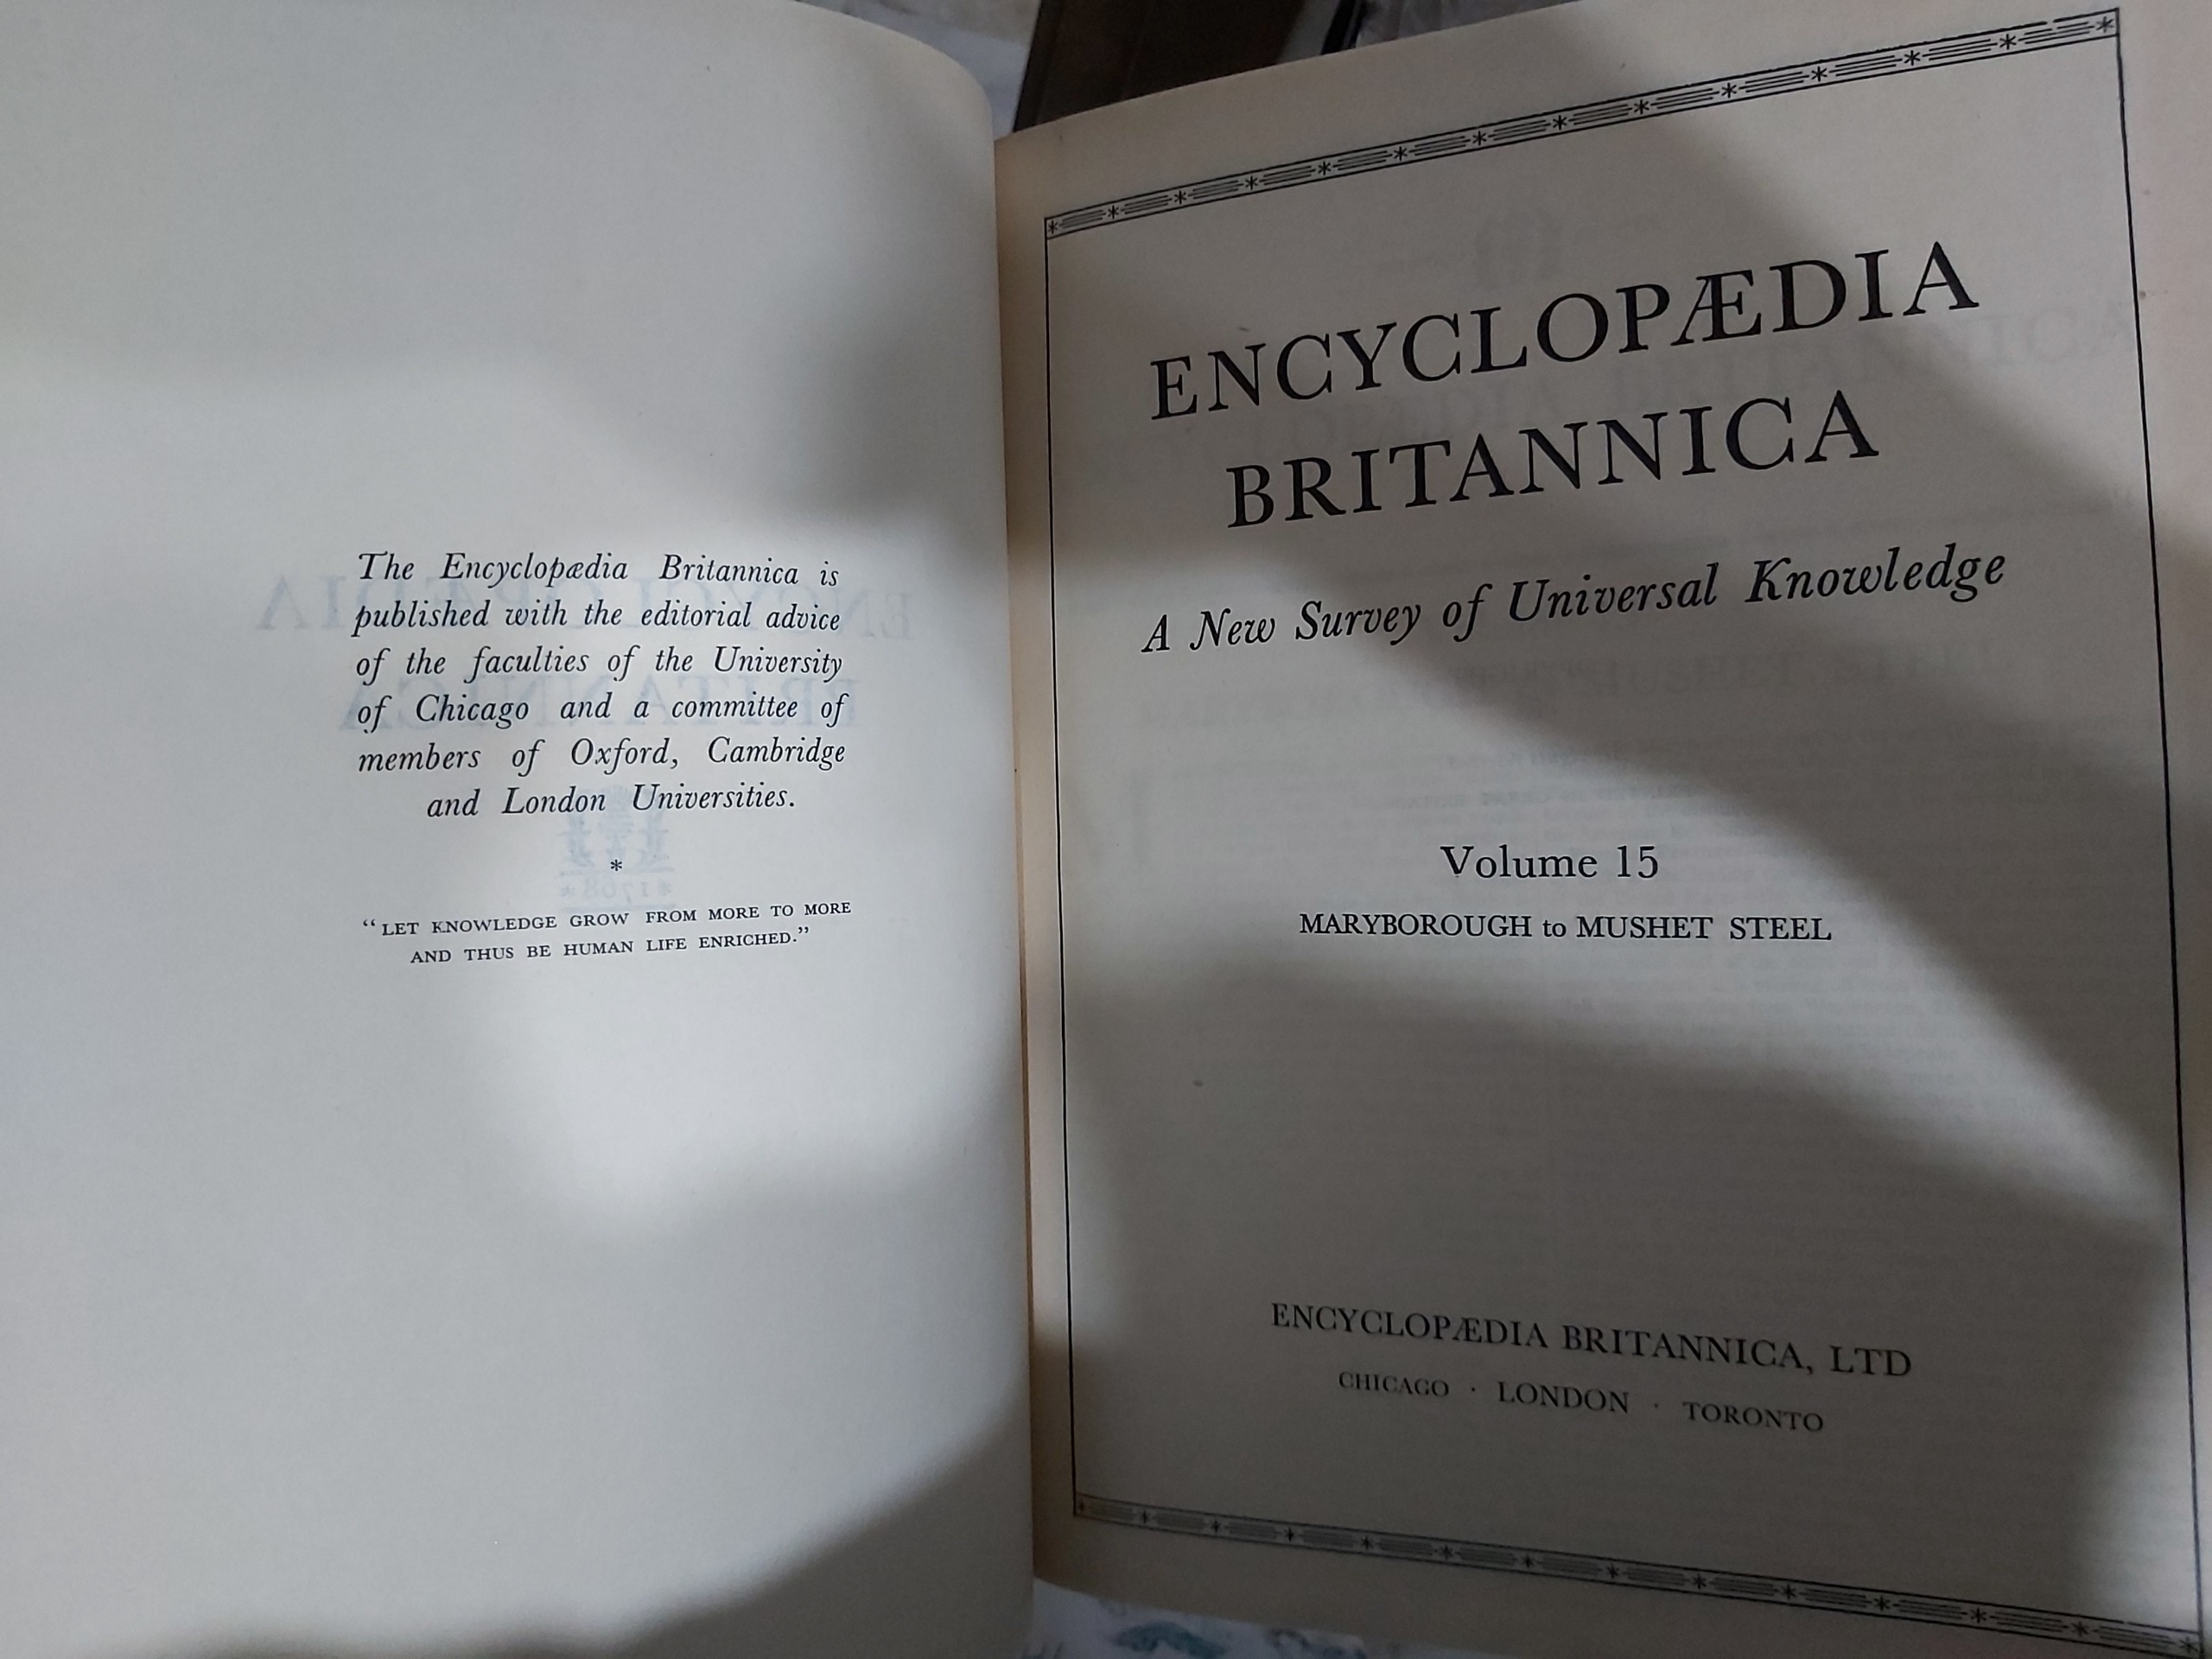 The Encyclopædia Britannica is
published with the editorial advice
of the faculties of the University
of Chicago and a committee of
members of Oxford, Cambridge
and London Universities.
*
“LET KNOWLEDGE GROW FROM MORE TO MORE
AND THUS BE HUMAN LIFE ENRICHED.”
ENCYCLOPÆDIA
BRITANNICA
A New Survey of Universal Knowledge
Volume 15
MARYBOROUGH to MUSHET STEEL
ENCYCLOPÆDIA BRITANNICA, LTD
CHICAGO · LONDON · TORONTO